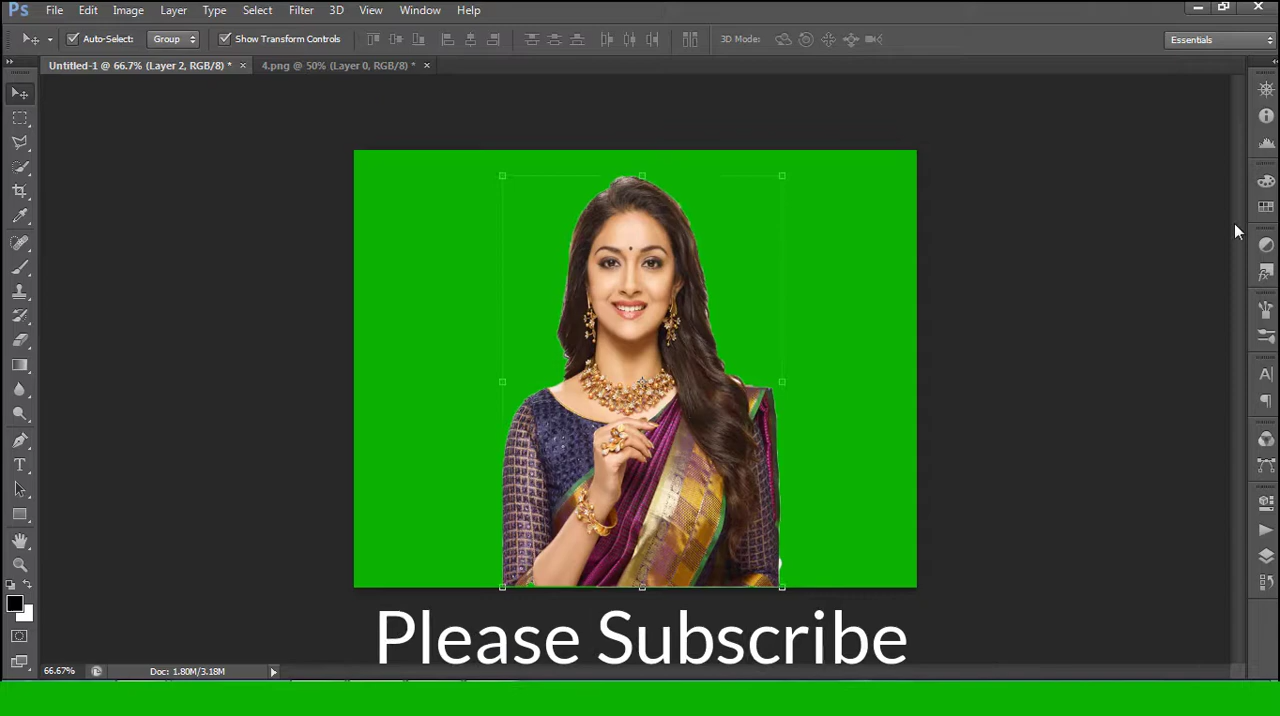 Ps File Edit Image Layer Type Select Filter 3D View Window Help
Auto-Select: Group Show Transform Controls 3D Mode: Essentials
Untitled-1 @ 66.7% (Layer 2, RGB/8) * × 4.png @ 50% (Layer 0, RGB/8) * ×
Please Subscribe
66.67% Doc: 1.80M/3.18M